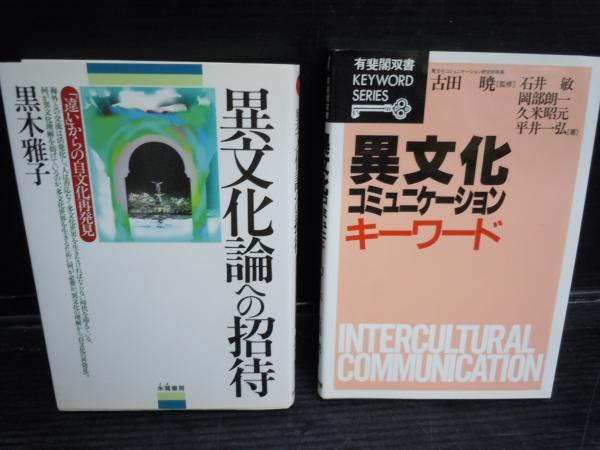 異文化論への招待
「違い」からの自文化再発見
黒木雅子
有斐閣双書
KEYWORD
SERIES
古田 暁[監修]
石井 敏
岡部朗一
久米昭元
平井一弘[著]
異文化
コミュニケーション
キーワード
INTERCULTURAL
COMMUNICATION